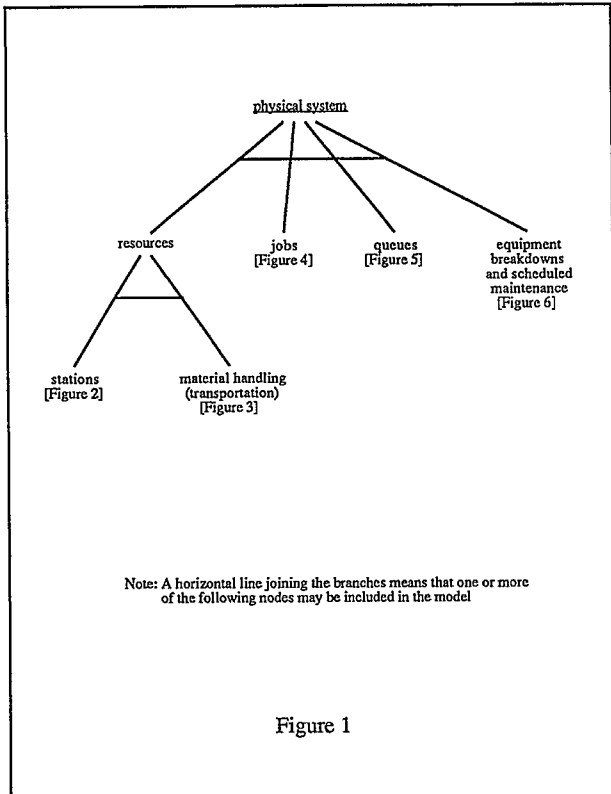 physical system
resources
jobs
[Figure 4]
queues
[Figure 5]
equipment
breakdowns
and scheduled
maintenance
[Figure 6]
stations
[Figure 2]
material handling
(transportation)
[Figure 3]
Note: A horizontal line joining the branches means that one or more
of the following nodes may be included in the model
Figure 1